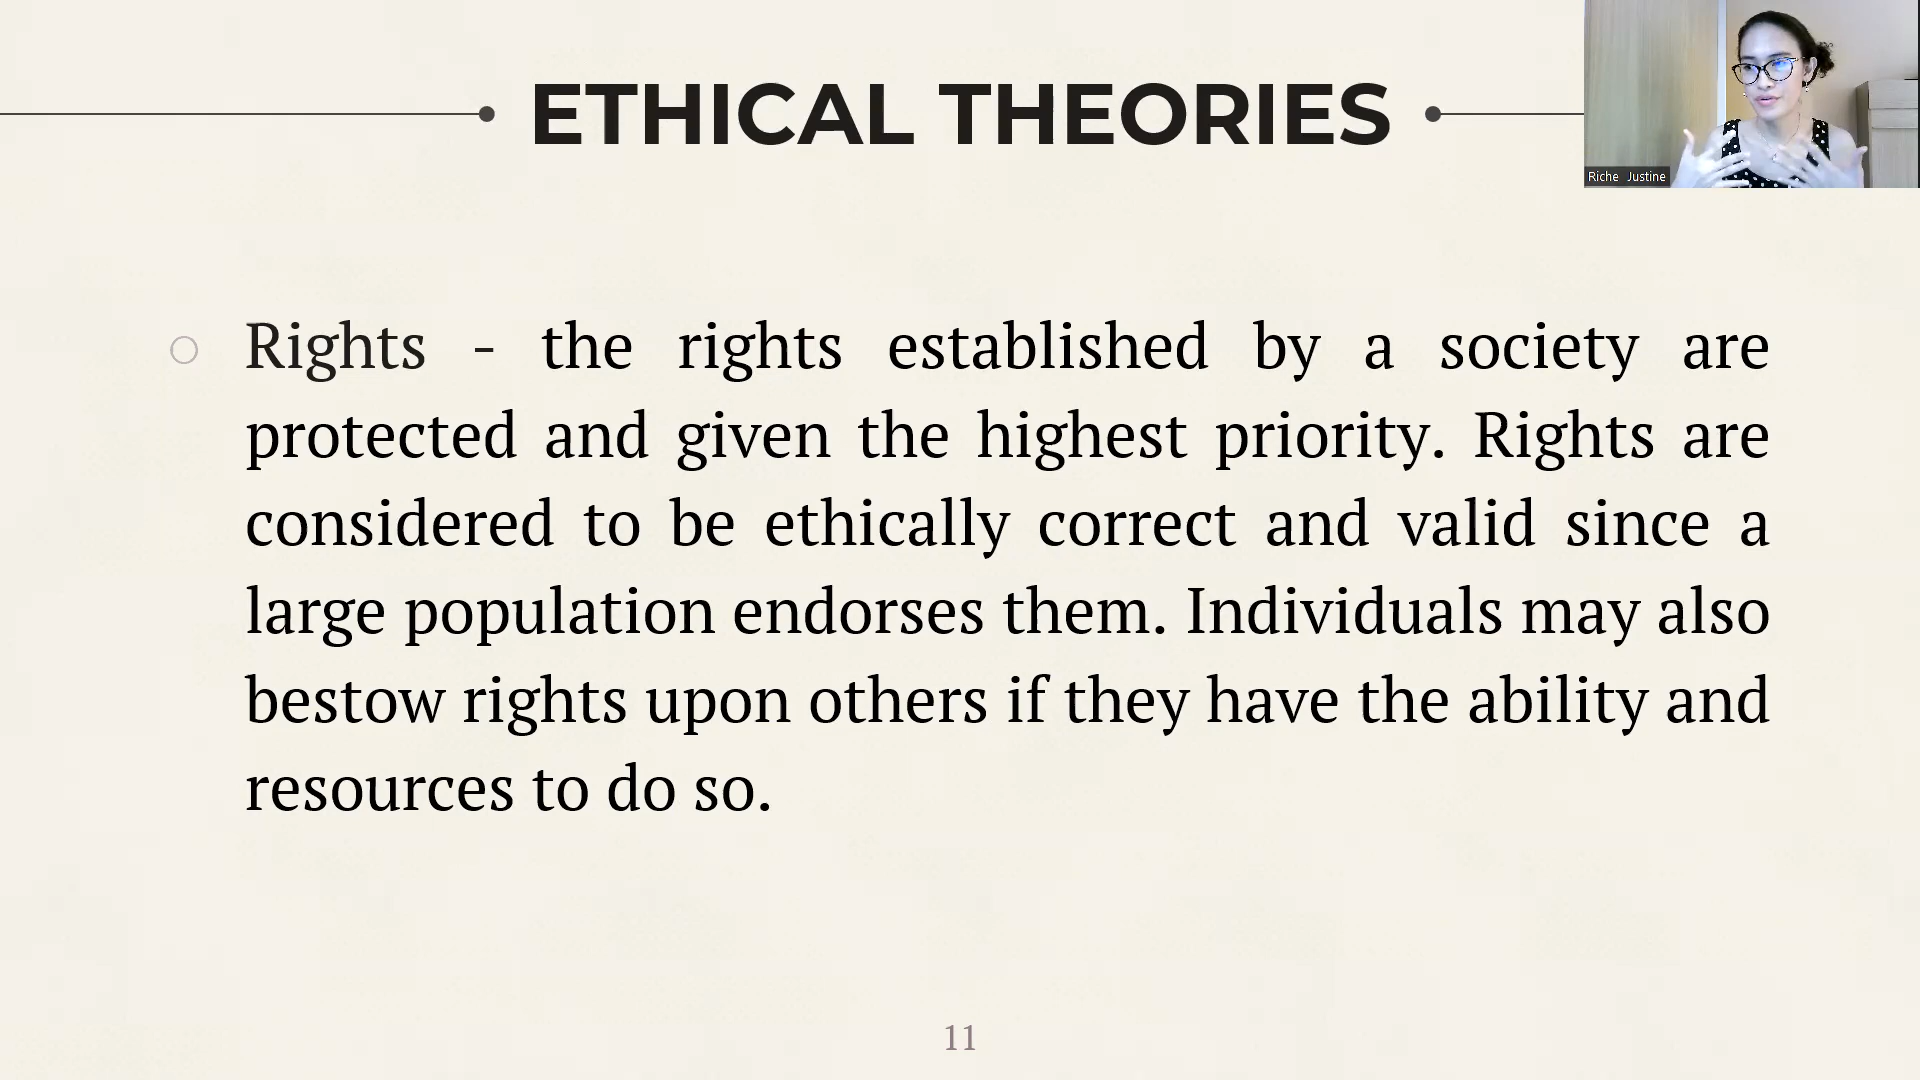 ETHICAL THEORIES
Riche Justine
Rights - the rights established by a society are
protected and given the highest priority. Rights are
considered to be ethically correct and valid since a
large population endorses them. Individuals may also
bestow rights upon others if they have the ability and
resources to do so.
11